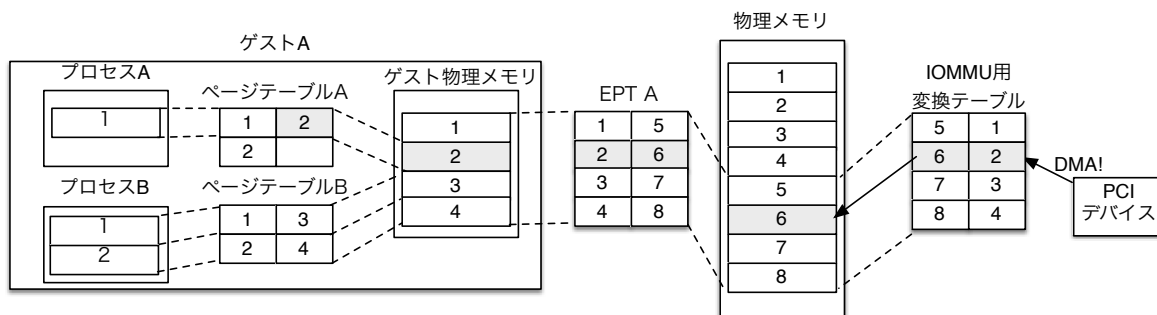 ゲストA
プロセスA
1
ページテーブルA
1 2
2
プロセスB
1
2
ページテーブルB
1 3
2 4
ゲスト物理メモリ
1
2
3
4
EPT A
1 5
2 6
3 7
4 8
物理メモリ
1
2
3
4
5
6
7
8
IOMMU用
変換テーブル
5 1
6 2
7 3
8 4
DMA!
PCI
デバイス